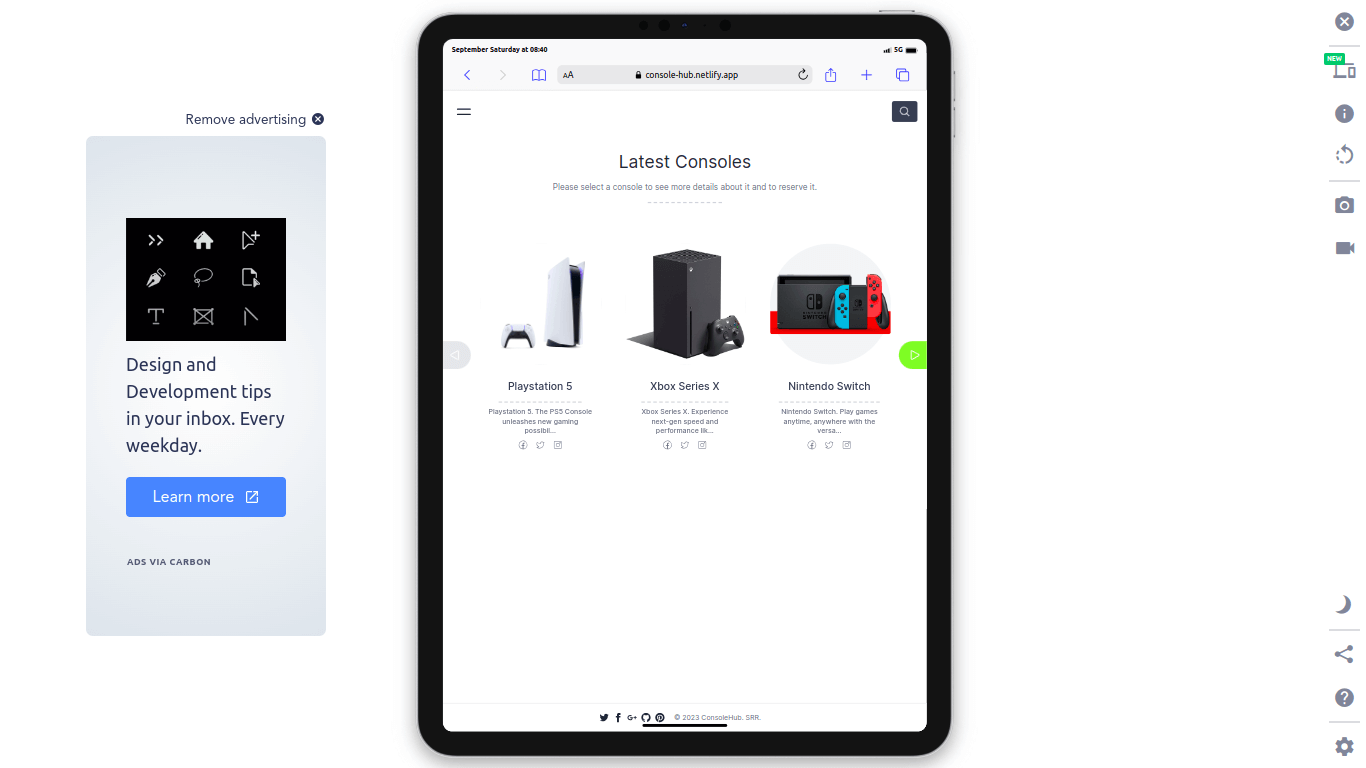 Remove advertising
Design and
Development tips
in your inbox. Every
weekday.
Learn more
ADS VIA CARBON
September Saturday at 08:40
5G
AA
console-hub.netlify.app
Latest Consoles
Please select a console to see more details about it and to reserve it.
Playstation 5
Playstation 5. The PS5 Console
unleashes new gaming
possibil...
Xbox Series X
Xbox Series X. Experience
next-gen speed and
performance lik...
SWITCH
Nintendo Switch
Nintendo Switch. Play games
anytime, anywhere with the
versa...
G+
© 2023 ConsoleHub. SRR.
NEW